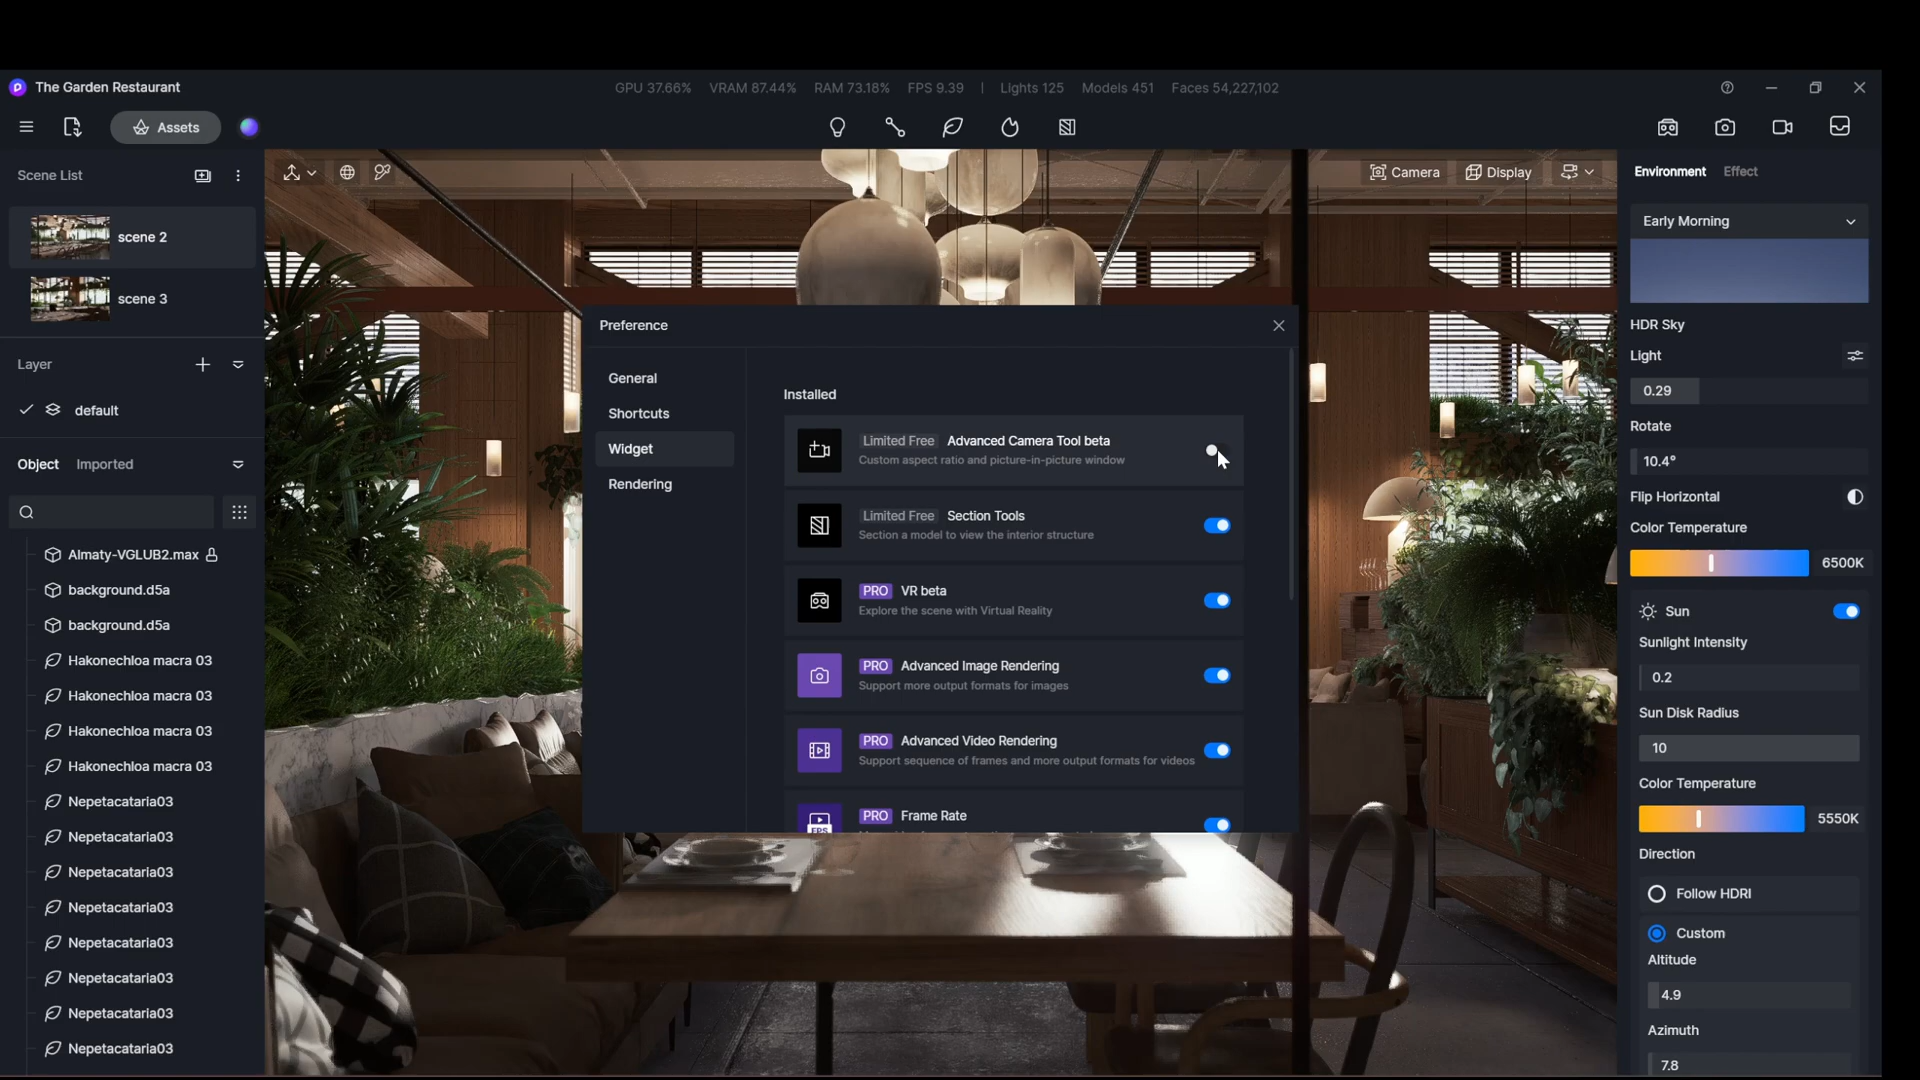 The Garden Restaurant
GPU 37.66% VRAM 87.44% RAM 73.18% FPS 9.39 | Lights 125 Models 451 Faces 54,227,102
Assets
Scene List
scene 2
scene 3
Layer
default
Object Imported
Almaty-VGLUB2.max
background.d5a
background.d5a
Hakonechloa macra 03
Hakonechloa macra 03
Hakonechloa macra 03
Hakonechloa macra 03
Nepetacataria03
Nepetacataria03
Nepetacataria03
Nepetacataria03
Nepetacataria03
Nepetacataria03
Nepetacataria03
Nepetacataria03
Camera Display
Preference
General
Shortcuts
Widget
Rendering
Installed
Limited Free Advanced Camera Tool beta
Custom aspect ratio and picture-in-picture window
Limited Free Section Tools
Section a model to view the interior structure
PRO VR beta
Explore the scene with Virtual Reality
PRO Advanced Image Rendering
Support more output formats for images
PRO Advanced Video Rendering
Support sequence of frames and more output formats for videos
PRO Frame Rate
FPS
Environment Effect
Early Morning
HDR Sky
Light
0.29
Rotate
10.4°
Flip Horizontal
Color Temperature
6500K
Sun
Sunlight Intensity
0.2
Sun Disk Radius
10
Color Temperature
5550K
Direction
Follow HDRI
Custom
Altitude
4.9
Azimuth
7.8